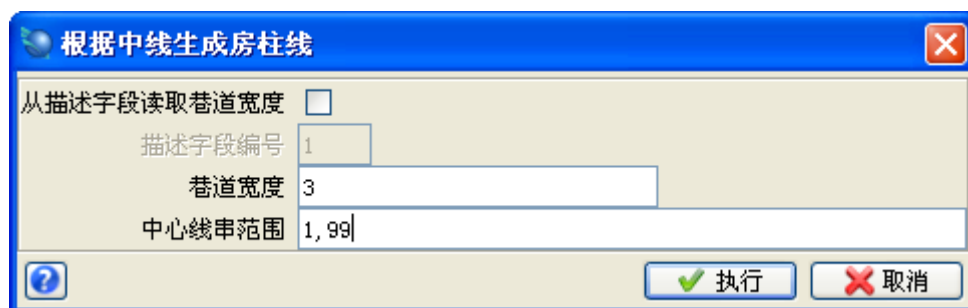 根据中线生成房柱线
从描述字段读取巷道宽度
描述字段编号 1
巷道宽度 3
中心线串范围 1,99
执行 取消